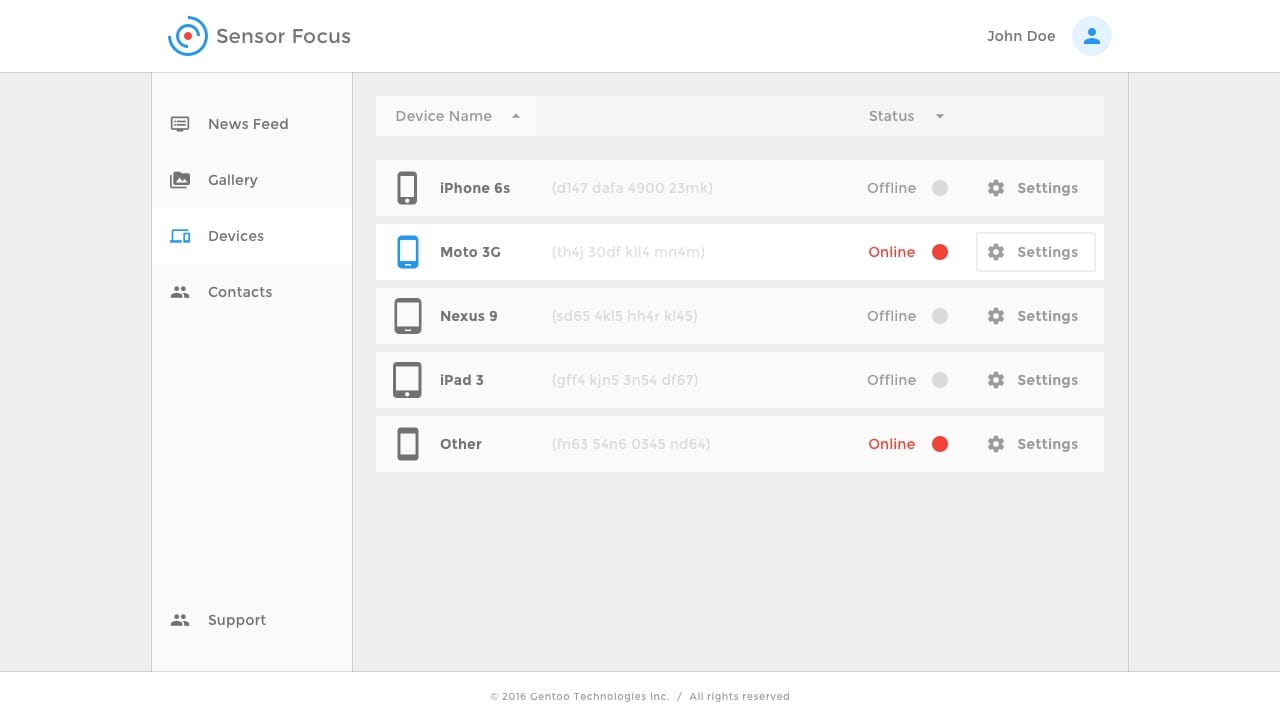 Sensor Focus
John Doe
News Feed
Gallery
Devices
Contacts
Support
Device Name
Status
iPhone 6s (d147 dafa 4900 23mk) Offline Settings
Moto 3G (th4j 30df kll4 mn4m) Online Settings
Nexus 9 (sd65 4kl5 hh4r kl45) Offline Settings
iPad 3 (gff4 kjn5 3n54 df67) Offline Settings
Other (fn63 54n6 0345 nd64) Online Settings
© 2016 Gentoo Technologies Inc. / All rights reserved